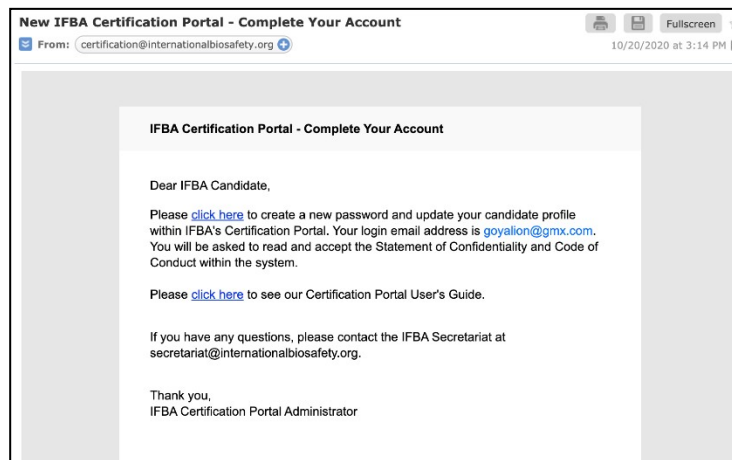 New IFBA Certification Portal - Complete Your Account
Fullscreen
From: certification@internationalbiosafety.org
10/20/2020 at 3:14 PM
IFBA Certification Portal - Complete Your Account
Dear IFBA Candidate,
Please click here to create a new password and update your candidate profile
within IFBA's Certification Portal. Your login email address is goyalion@gmx.com.
You will be asked to read and accept the Statement of Confidentiality and Code of
Conduct within the system.
Please click here to see our Certification Portal User's Guide.
If you have any questions, please contact the IFBA Secretariat at
secretariat@internationalbiosafety.org.
Thank you,
IFBA Certification Portal Administrator